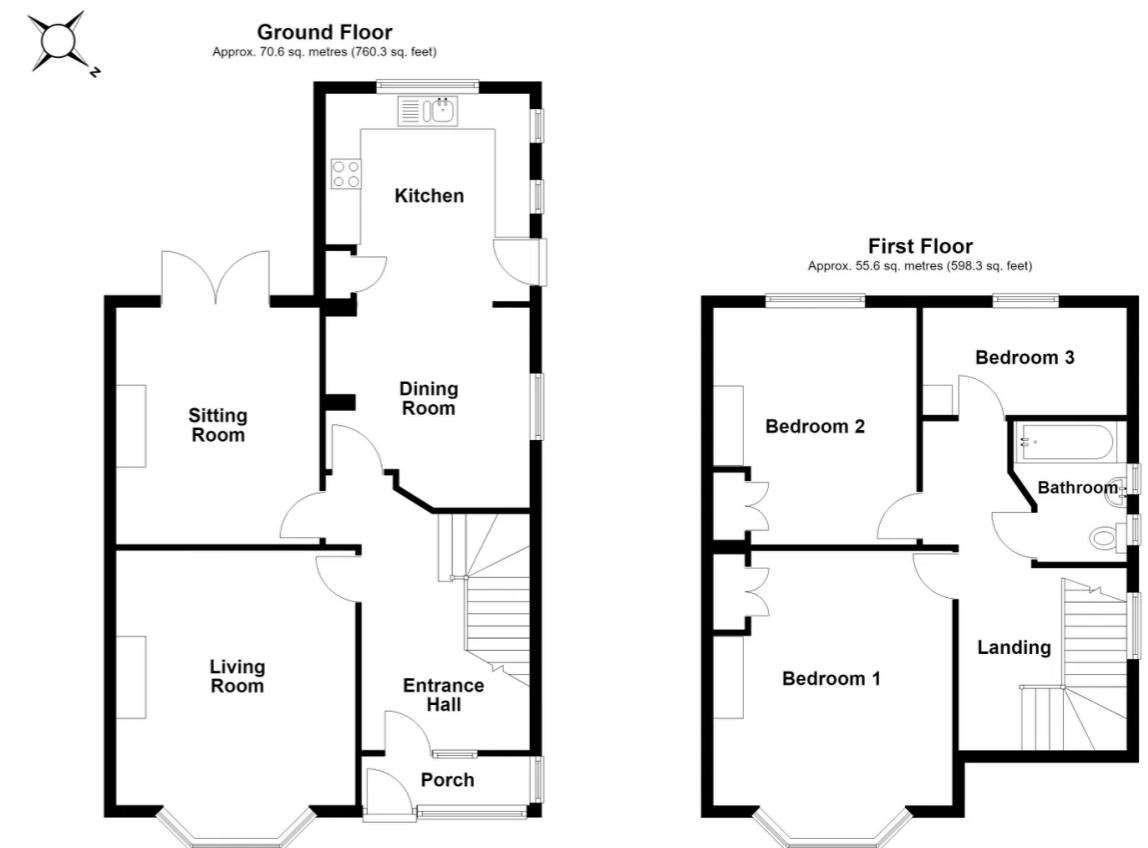 N
Ground Floor
Approx. 70.6 sq. metres (760.3 sq. feet)
Kitchen
Dining
Room
Sitting
Room
Living
Room
Entrance
Hall
Porch
First Floor
Approx. 55.6 sq. metres (598.3 sq. feet)
Bedroom 3
Bedroom 2
Bathroom
Landing
Bedroom 1